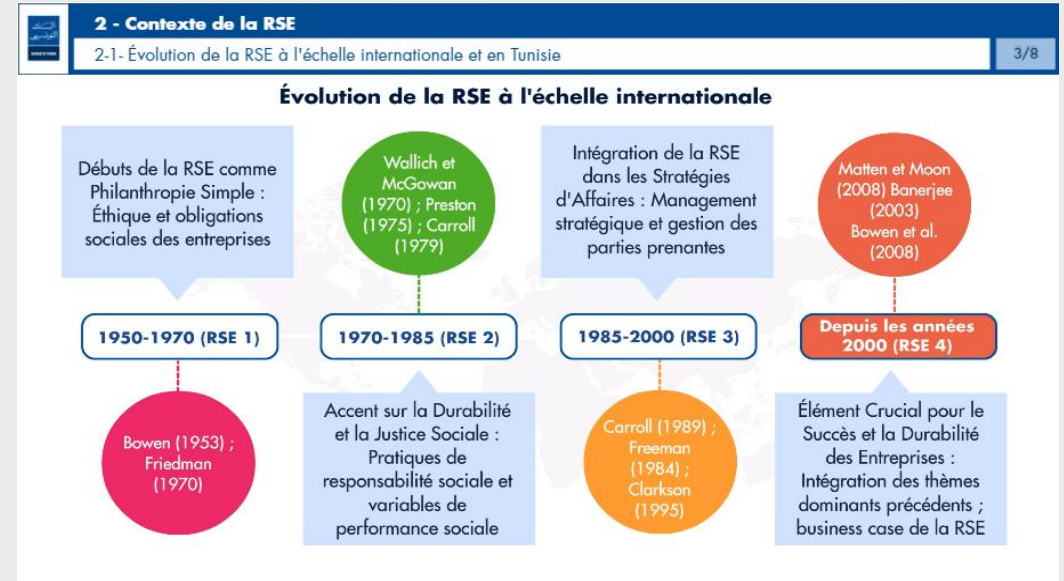 2 - Contexte de la RSE
2-1- Évolution de la RSE à l'échelle internationale et en Tunisie
3/8
Évolution de la RSE à l'échelle internationale
Débuts de la RSE comme
Philanthropie Simple :
Éthique et obligations
sociales des entreprises
1950-1970 (RSE 1)
Bowen (1953) ;
Friedman
(1970)
Wallich et
McGowan
(1970) ; Preston
(1975) ; Carroll
(1979)
1970-1985 (RSE 2)
Accent sur la Durabilité
et la Justice Sociale :
Pratiques de
responsabilité sociale et
variables de
performance sociale
Intégration de la RSE
dans les Stratégies
d'Affaires : Management
stratégique et gestion des
parties prenantes
1985-2000 (RSE 3)
Carroll (1989) ;
Freeman
(1984) ;
Clarkson
(1995)
Matten et Moon
(2008) Banerjee
(2003)
Bowen et al.
(2008)
Depuis les années
2000 (RSE 4)
Élément Crucial pour le
Succès et la Durabilité
des Entreprises :
Intégration des thèmes
dominants précédents ;
business case de la RSE